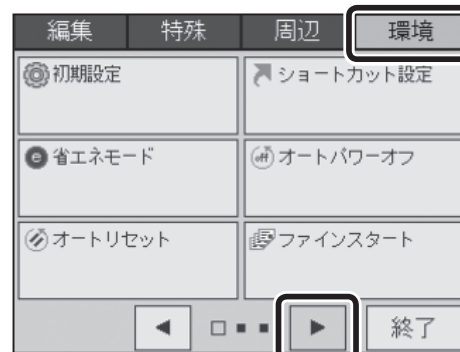 編集 特殊 周辺 環境
初期設定 ショートカット設定
省エネモード オートパワーオフ
オートリセット ファインスタート
終了